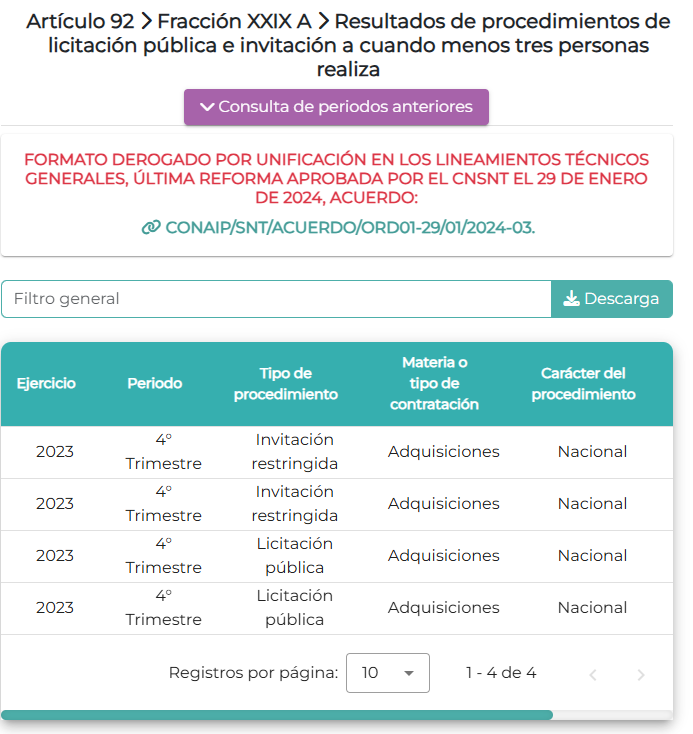 Artículo 92 > Fracción XXIX A > Resultados de procedimientos de
licitación pública e invitación a cuando menos tres personas
realiza
Consulta de periodos anteriores
FORMATO DEROGADO POR UNIFICACIÓN EN LOS LINEAMIENTOS TÉCNICOS
GENERALES, ÚLTIMA REFORMA APROBADA POR EL CNSNT EL 29 DE ENERO
DE 2024, ACUERDO:
CONAIP/SNT/ACUERDO/ORD01-29/01/2024-03.
Filtro general
Descarga
Ejercicio
Periodo
Tipo de
procedimiento
Materia o
tipo de
contratación
Carácter del
procedimiento
2023
4°
Trimestre
Invitación
restringida
Adquisiciones
Nacional
2023
4°
Trimestre
Invitación
restringida
Adquisiciones
Nacional
2023
4°
Trimestre
Licitación
pública
Adquisiciones
Nacional
2023
4°
Trimestre
Licitación
pública
Adquisiciones
Nacional
Registros por página: 10 1 - 4 de 4